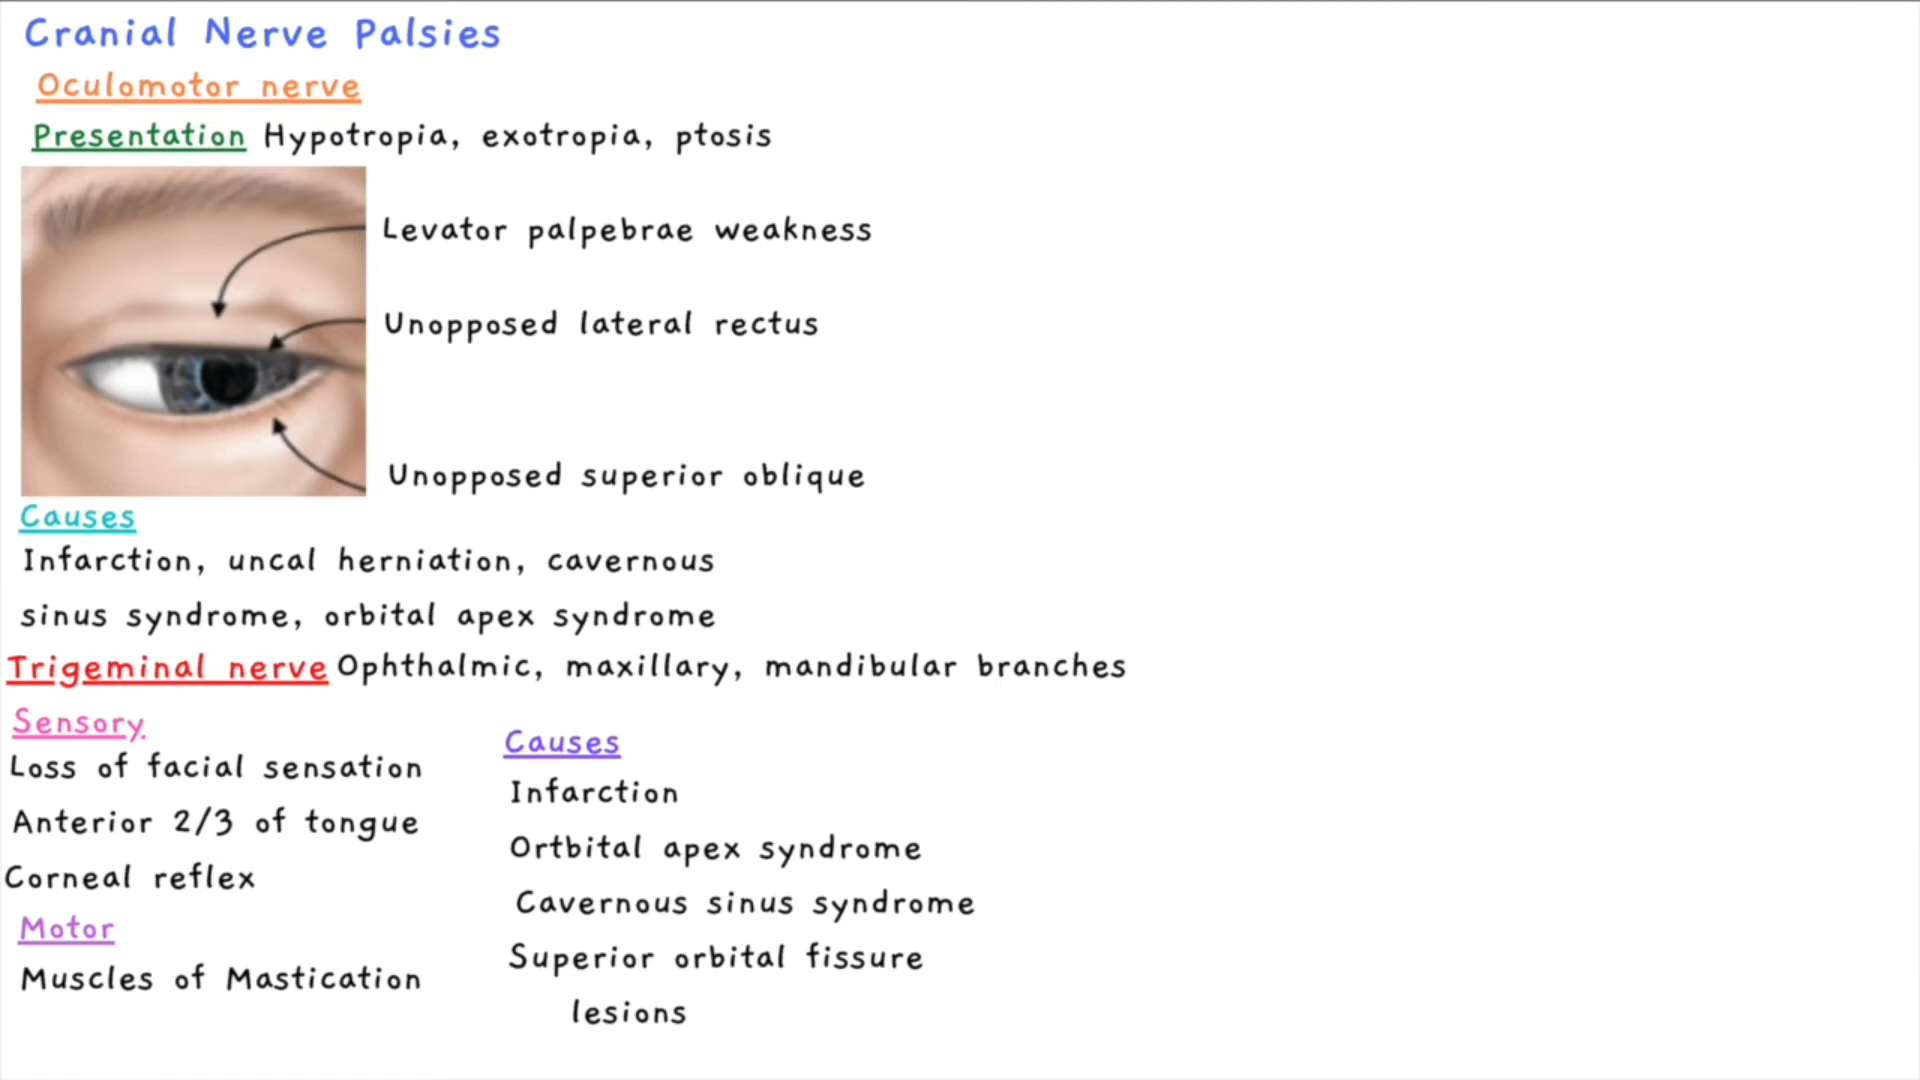 Cranial Nerve Palsies
Oculomotor nerve
Presentation Hypotropia, exotropia, ptosis
Levator palpebrae weakness
Unopposed lateral rectus
Unopposed superior oblique
Causes
Infarction, uncal herniation, cavernous
sinus syndrome, orbital apex syndrome
Trigeminal nerve Ophthalmic, maxillary, mandibular branches
Sensory
Loss of facial sensation
Anterior 2/3 of tongue
Corneal reflex
Motor
Muscles of Mastication
Causes
Infarction
Ortbital apex syndrome
Cavernous sinus syndrome
Superior orbital fissure
lesions